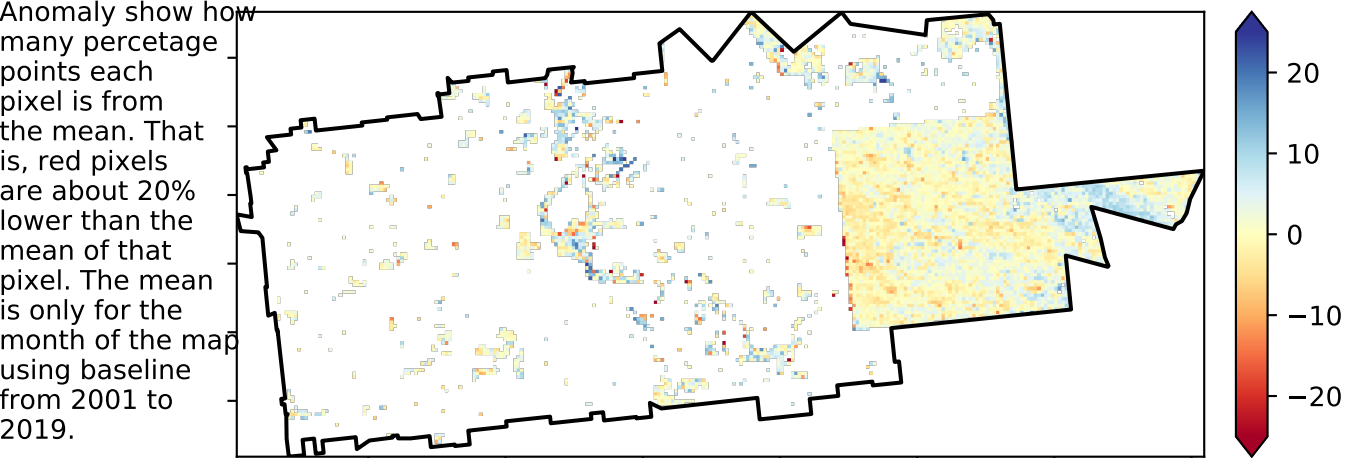 Anomaly show how
many percetage
points each
pixel is from
the mean. That
is, red pixels
are about 20%
lower than the
mean of that
pixel. The mean
is only for the
month of the map
using baseline
from 2001 to
2019.
20
10
0
−10
−20